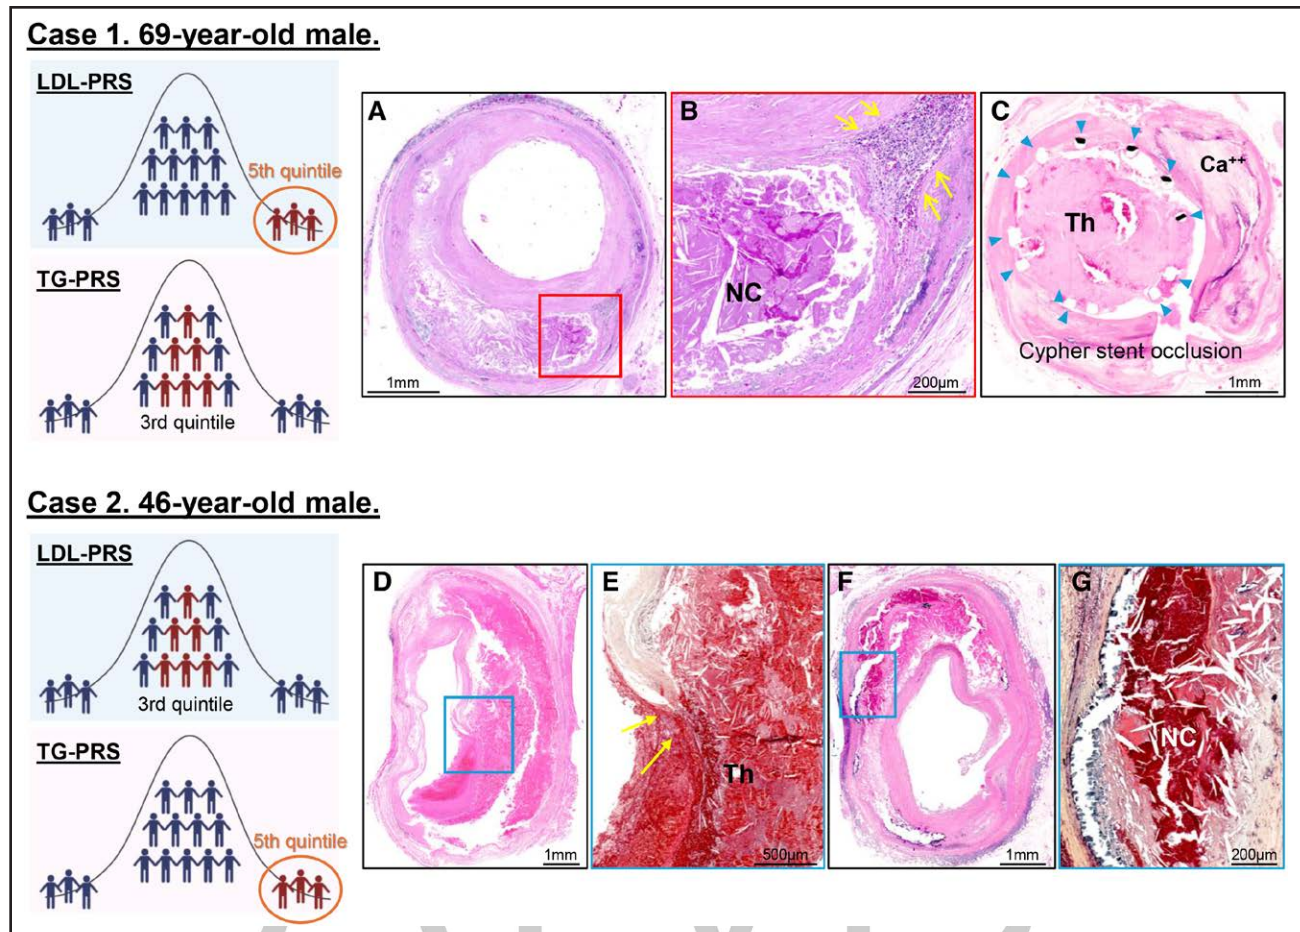 Case 1. 69-year-old male.
LDL-PRS
5th quintile
TG-PRS
3rd quintile
A
1mm
B
NC
200µm
C
Ca++
Th
Cypher stent occlusion
1mm
Case 2. 46-year-old male.
LDL-PRS
3rd quintile
TG-PRS
5th quintile
D
1mm
E
Th
500µm
F
1mm
G
NC
200µm